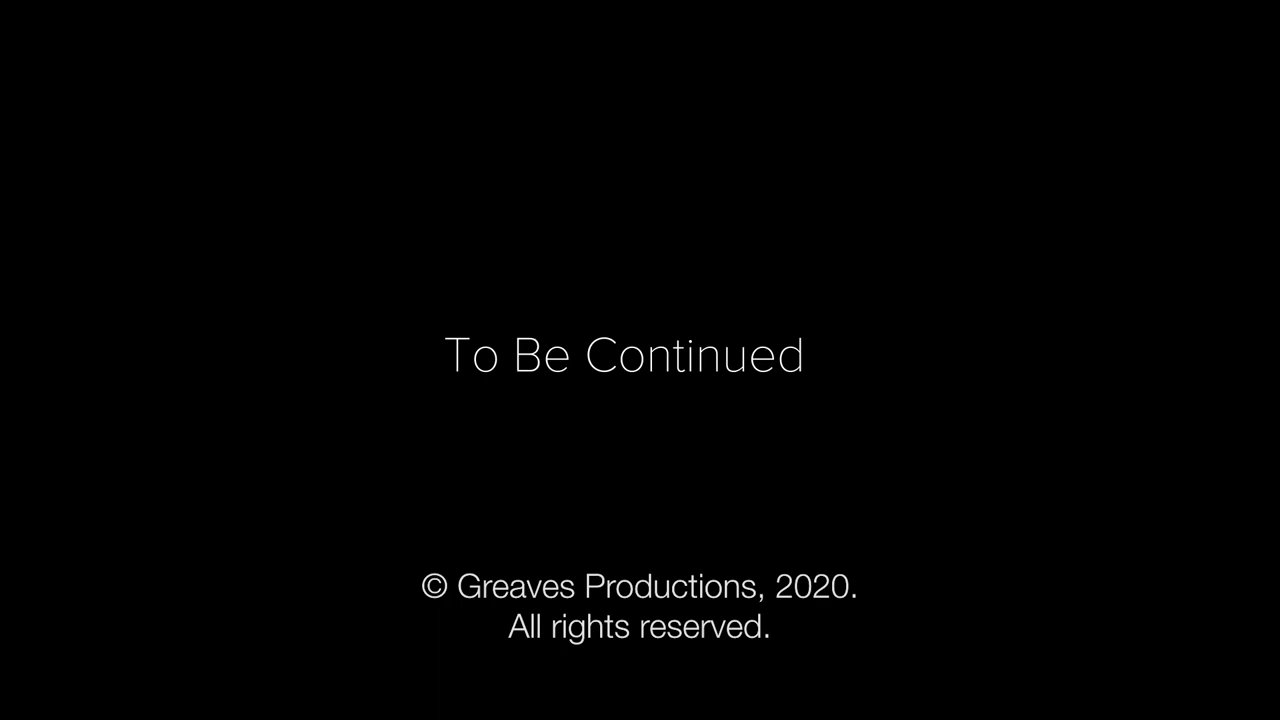 To Be Continued
© Greaves Productions, 2020.
All rights reserved.